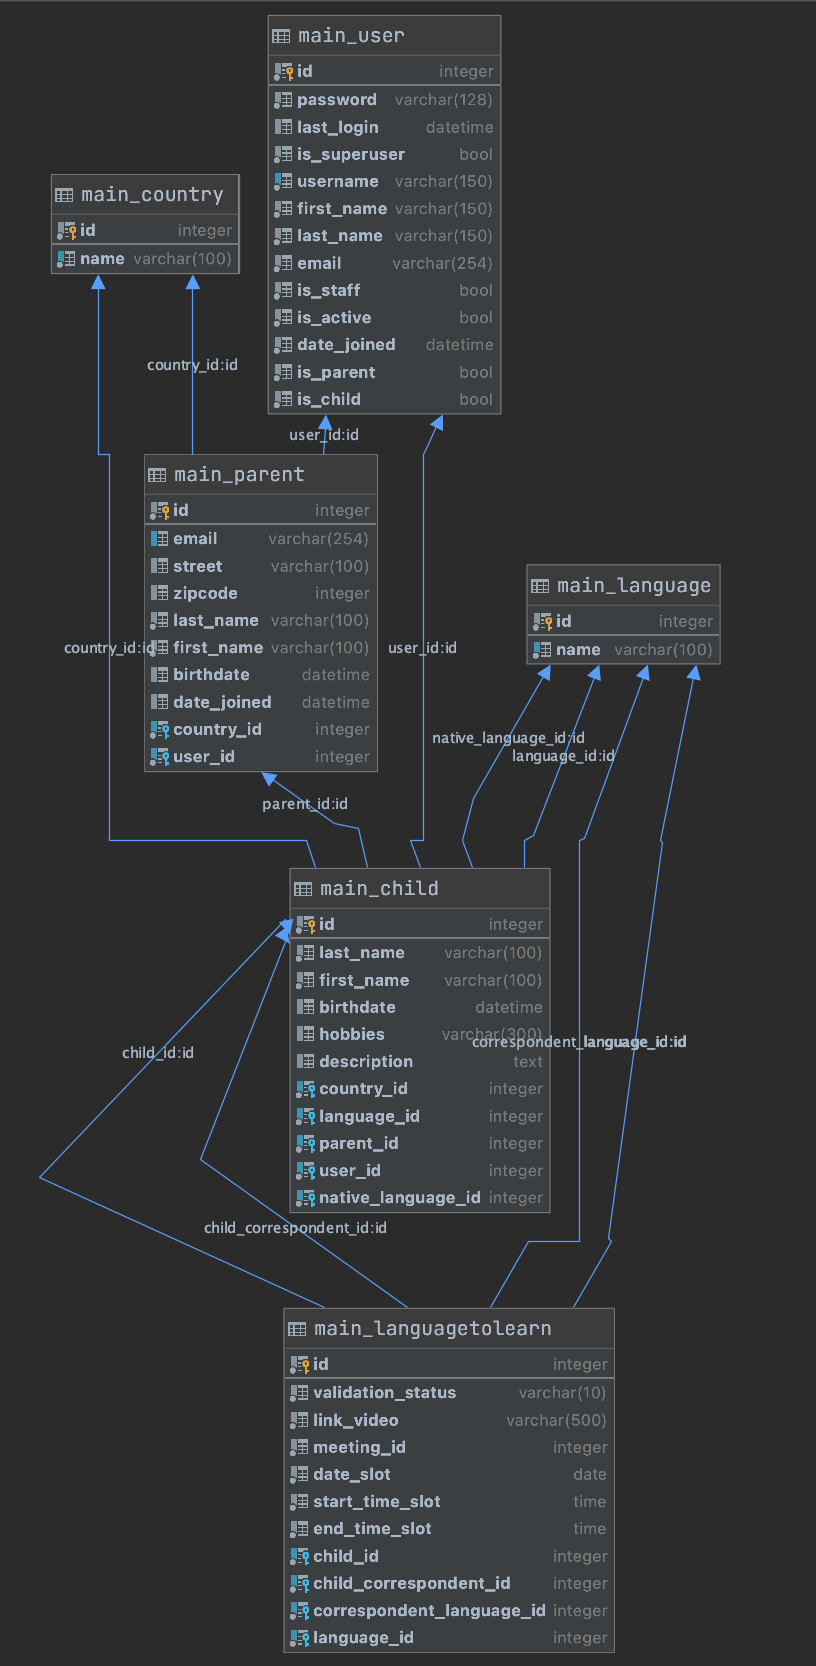 main_user
id integer
password varchar(128)
last_login datetime
is_superuser bool
username varchar(150)
first_name varchar(150)
last_name varchar(150)
email varchar(254)
is_staff bool
is_active bool
date_joined datetime
is_parent bool
is_child bool
main_country
id integer
name varchar(100)
country_id:id
user_id:id
main_parent
id integer
email varchar(254)
street varchar(100)
zipcode integer
last_name varchar(100)
first_name varchar(100)
birthdate datetime
date_joined datetime
country_id integer
user_id integer
country_id:id
user_id:id
main_language
id integer
name varchar(100)
native_language_id:id
language_id:id
parent_id:id
main_child
id integer
last_name varchar(100)
first_name varchar(100)
birthdate datetime
hobbies varchar(300)
description text
country_id integer
language_id integer
parent_id integer
user_id integer
native_language_id integer
child_id:id
correspondent_language_id:id
language_id:id
child_correspondent_id:id
main_languagetolearn
id integer
validation_status varchar(10)
link_video varchar(500)
meeting_id integer
date_slot date
start_time_slot time
end_time_slot time
child_id integer
child_correspondent_id integer
correspondent_language_id integer
language_id integer